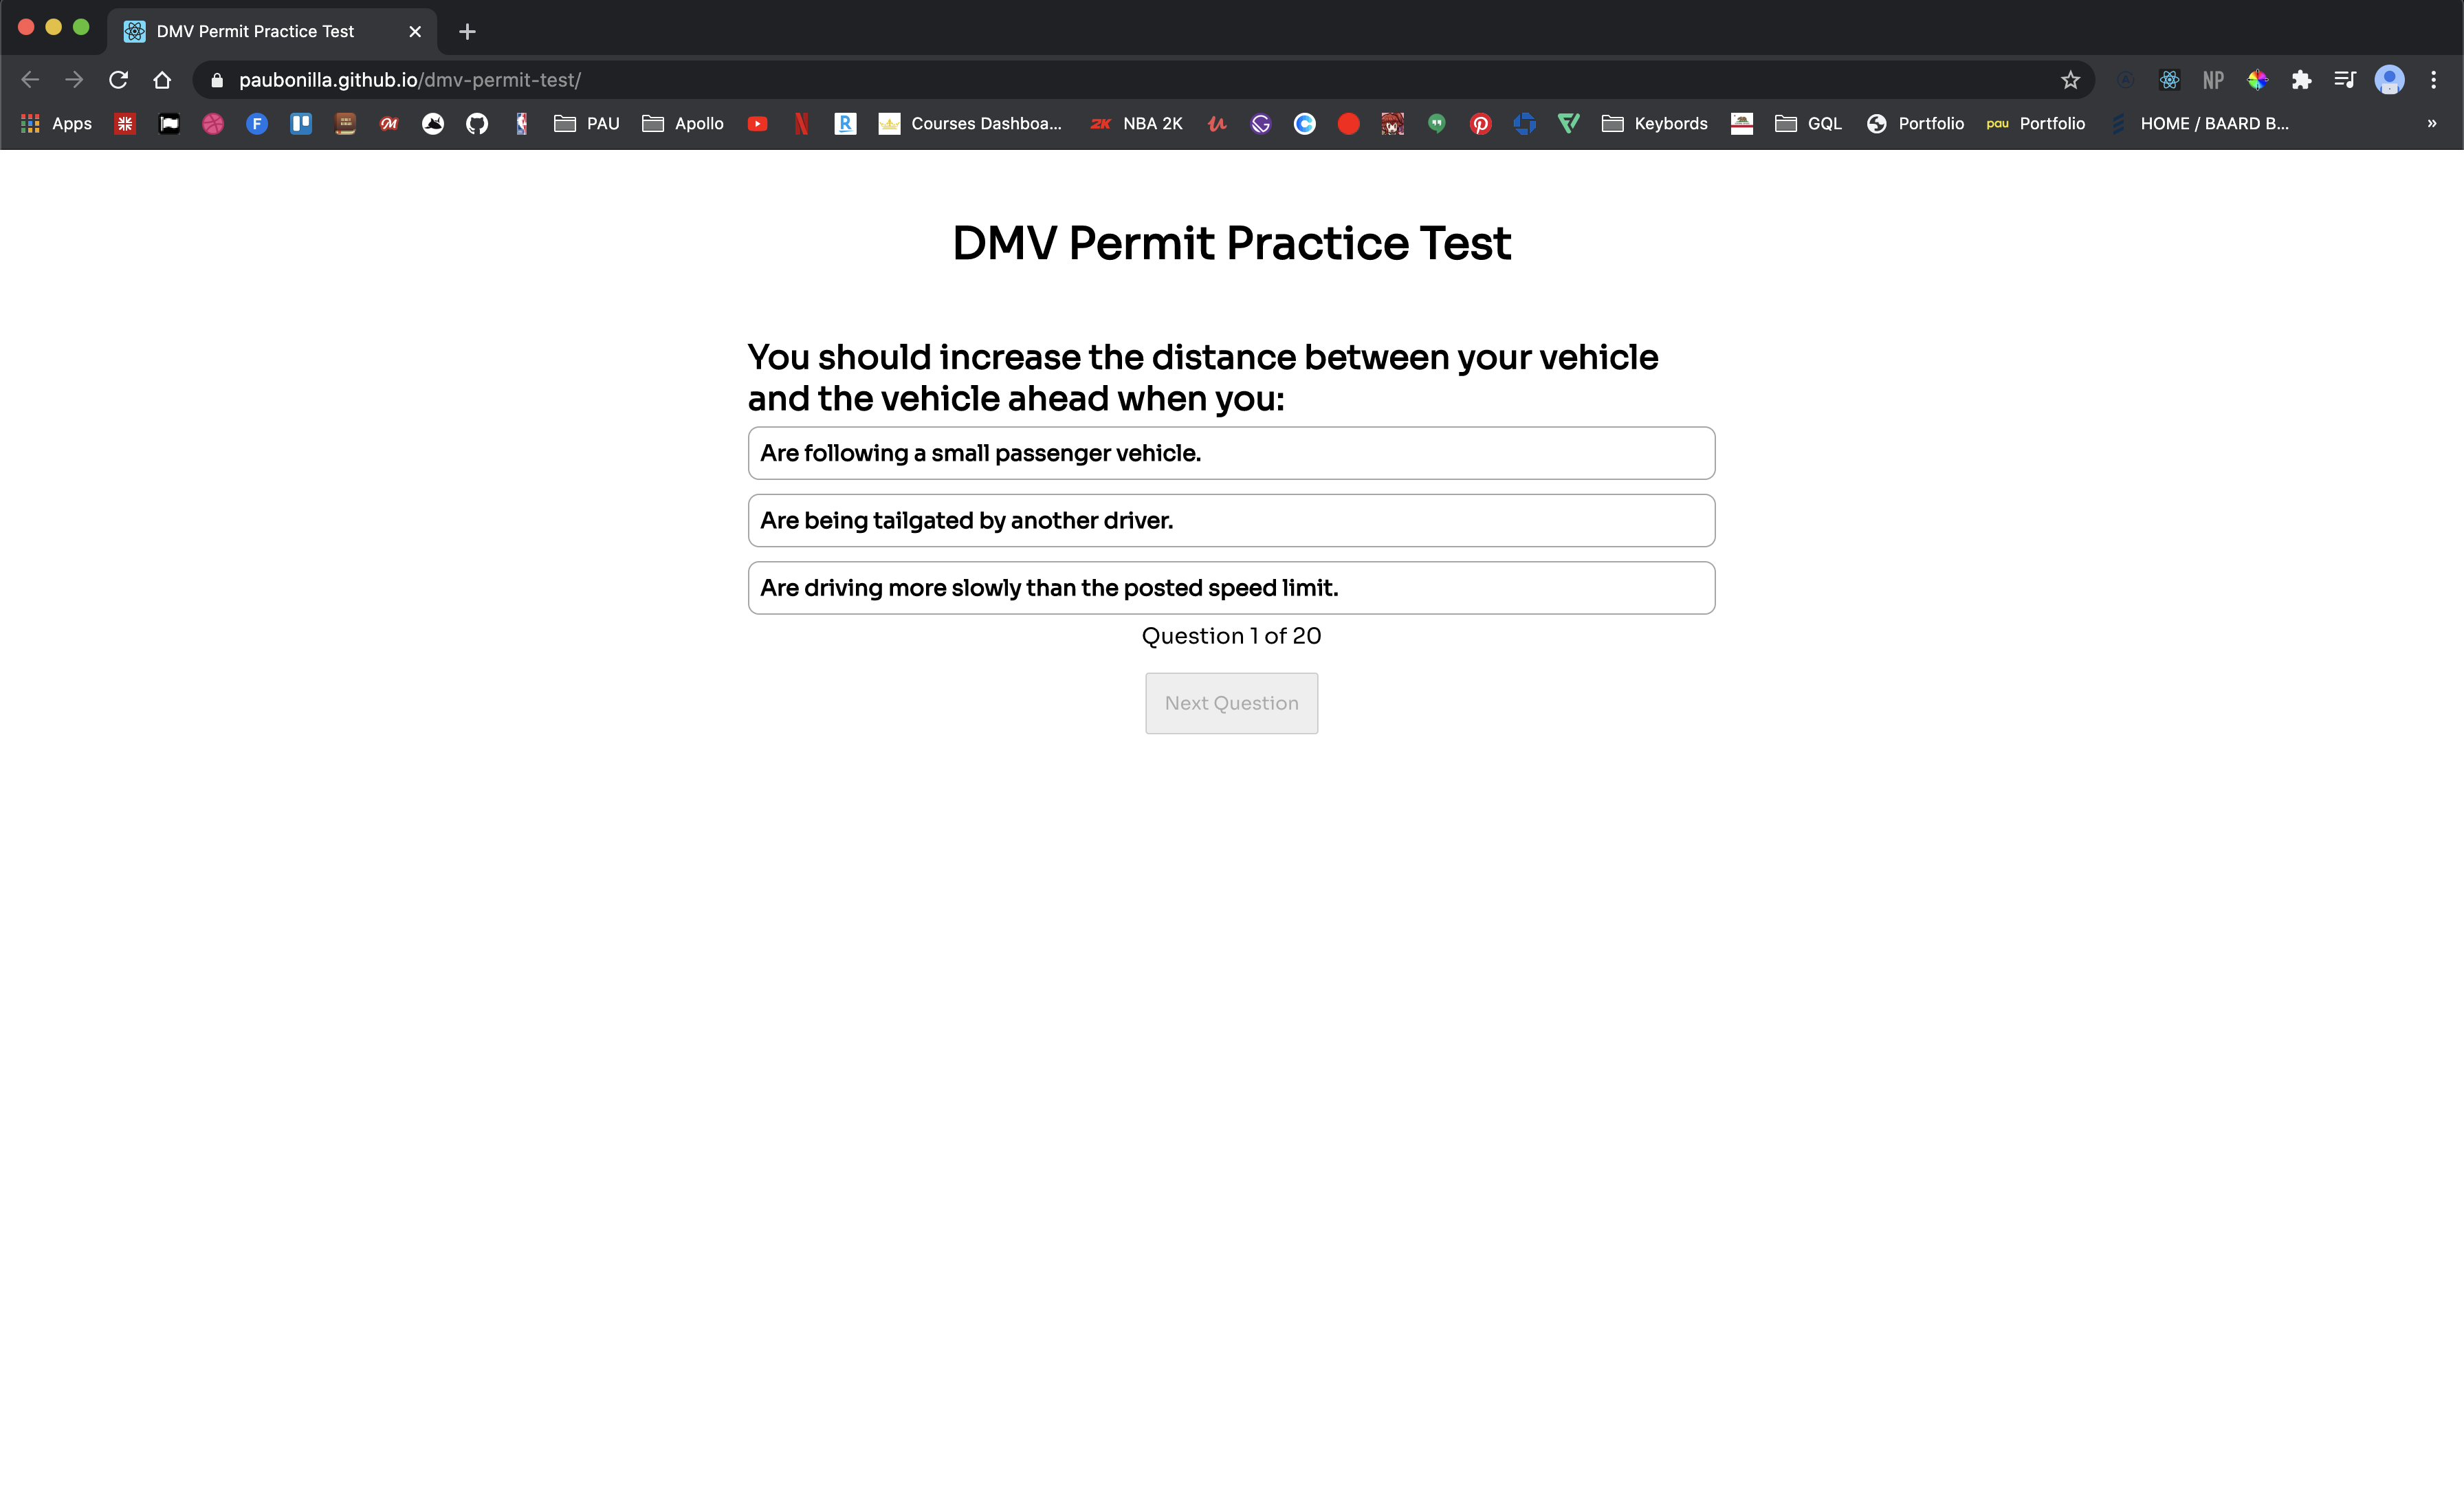 DMV Permit Practice Test
paubonilla.github.io/dmv-permit-test/
NP
Apps
F
PAU
Apollo
R
Courses Dashboa...
2K NBA 2K
Keybords
GQL
Portfolio
pau Portfolio
HOME / BAARD B...
»
DMV Permit Practice Test
You should increase the distance between your vehicle
and the vehicle ahead when you:
Are following a small passenger vehicle.
Are being tailgated by another driver.
Are driving more slowly than the posted speed limit.
Question 1 of 20
Next Question